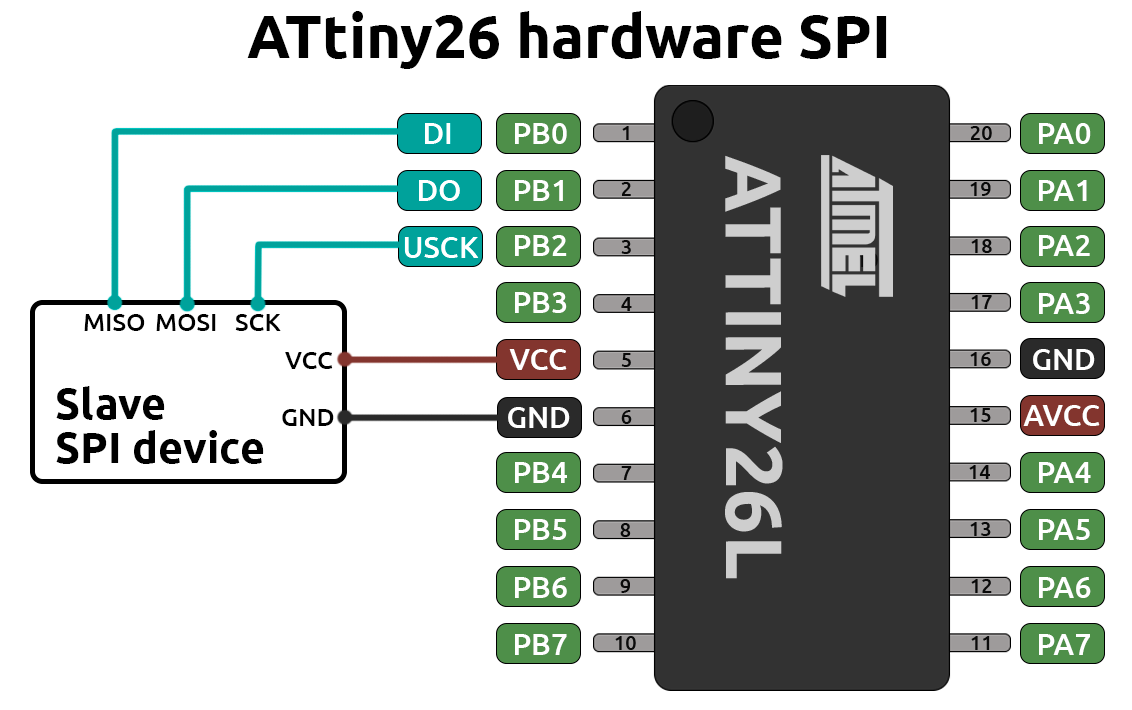 ATtiny26 hardware SPI
DI PB0 1 20 PA0
DO PB1 2 19 PA1
USCK PB2 3 18 PA2
PB3 4 17 PA3
MISO MOSI SCK
VCC VCC 5 16 GND
GND GND 6 15 AVCC
Slave
SPI device
PB4 7 14 PA4
PB5 8 13 PA5
PB6 9 12 PA6
PB7 10 11 PA7
ATTINY26L
ATMEL